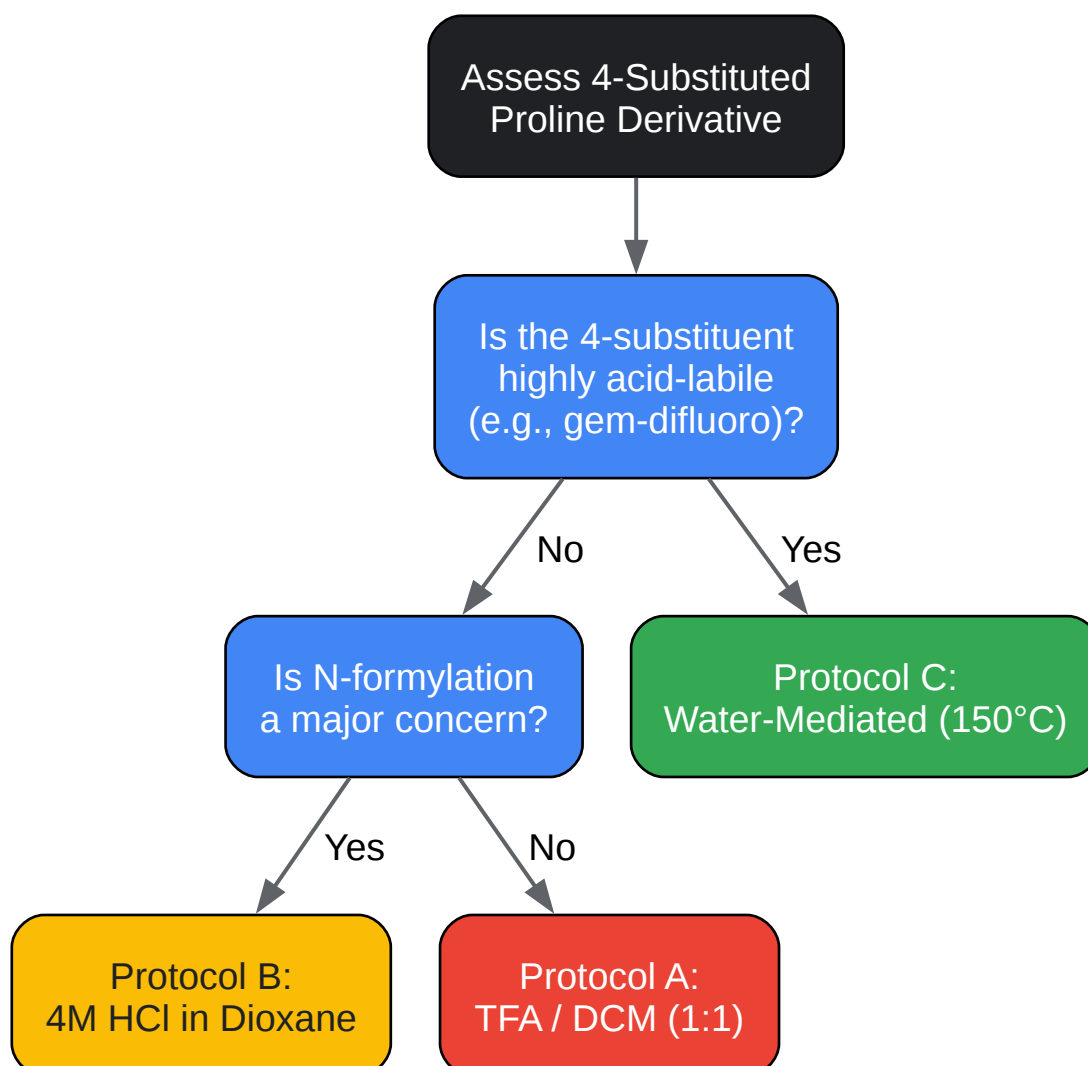 Assess 4-Substituted
Proline Derivative
Is the 4-substituent
highly acid-labile
(e.g., gem-difluoro)?
No
Yes
Is N-formylation
a major concern?
Protocol C:
Water-Mediated (150°C)
Yes
No
Protocol B:
4M HCl in Dioxane
Protocol A:
TFA / DCM (1:1)